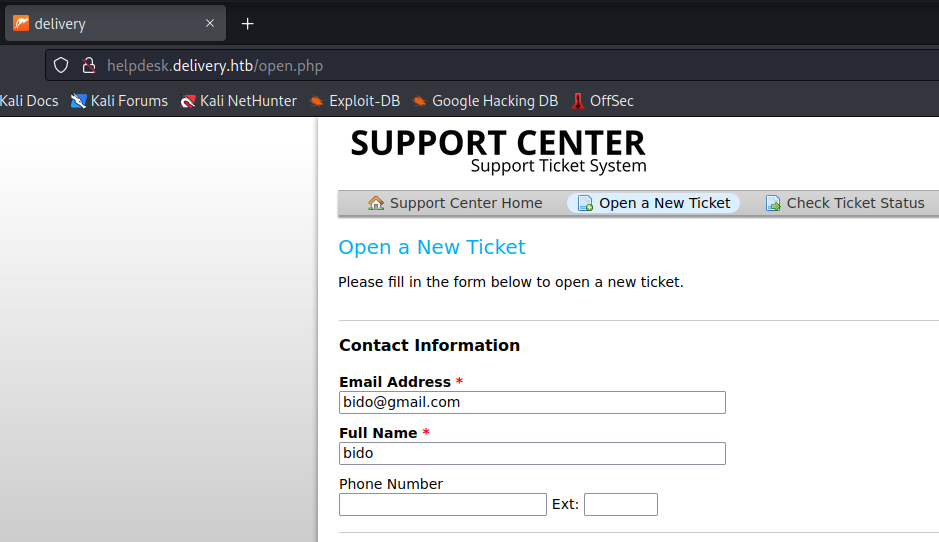 delivery
helpdesk.delivery.htb/open.php
Kali Docs Kali Forums Kali NetHunter Exploit-DB Google Hacking DB OffSec
SUPPORT CENTER
Support Ticket System
Support Center Home Open a New Ticket Check Ticket Status
Open a New Ticket
Please fill in the form below to open a new ticket.
Contact Information
Email Address *
bido@gmail.com
Full Name *
bido
Phone Number
Ext: